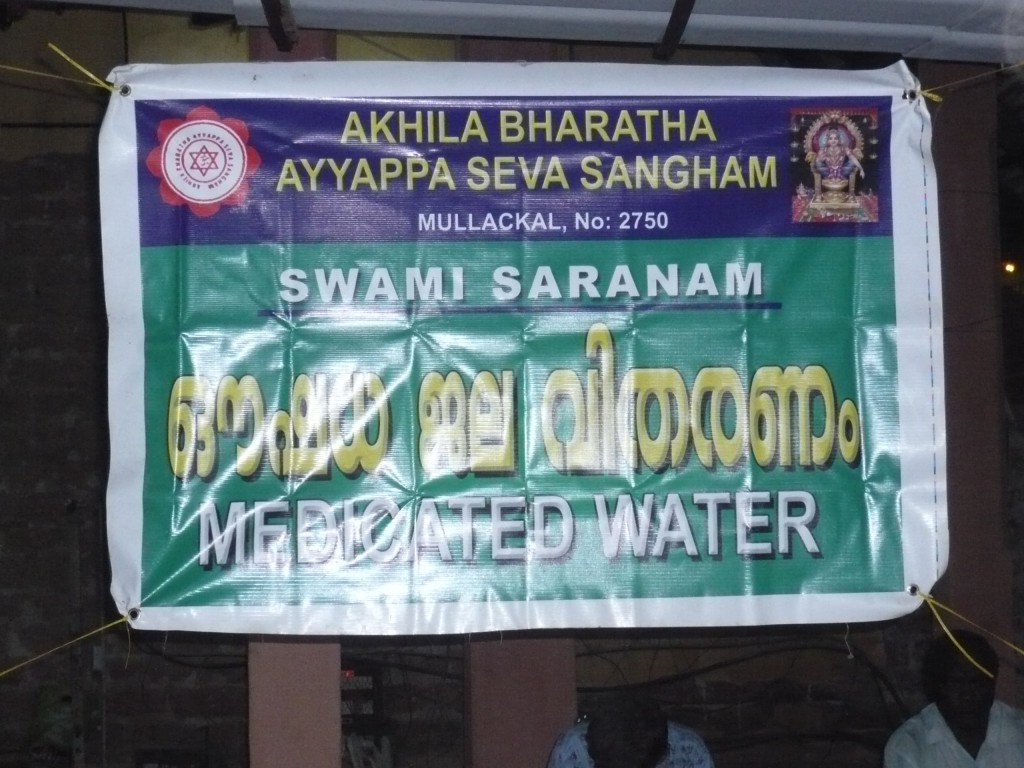 AKHILA BHARATHA
AYYAPPA SEVA SANGHAM
MULLACKAL, No: 2750
SWAMI SARANAM
ഔഷധ ജല വിതരണം
MEDICATED WATER